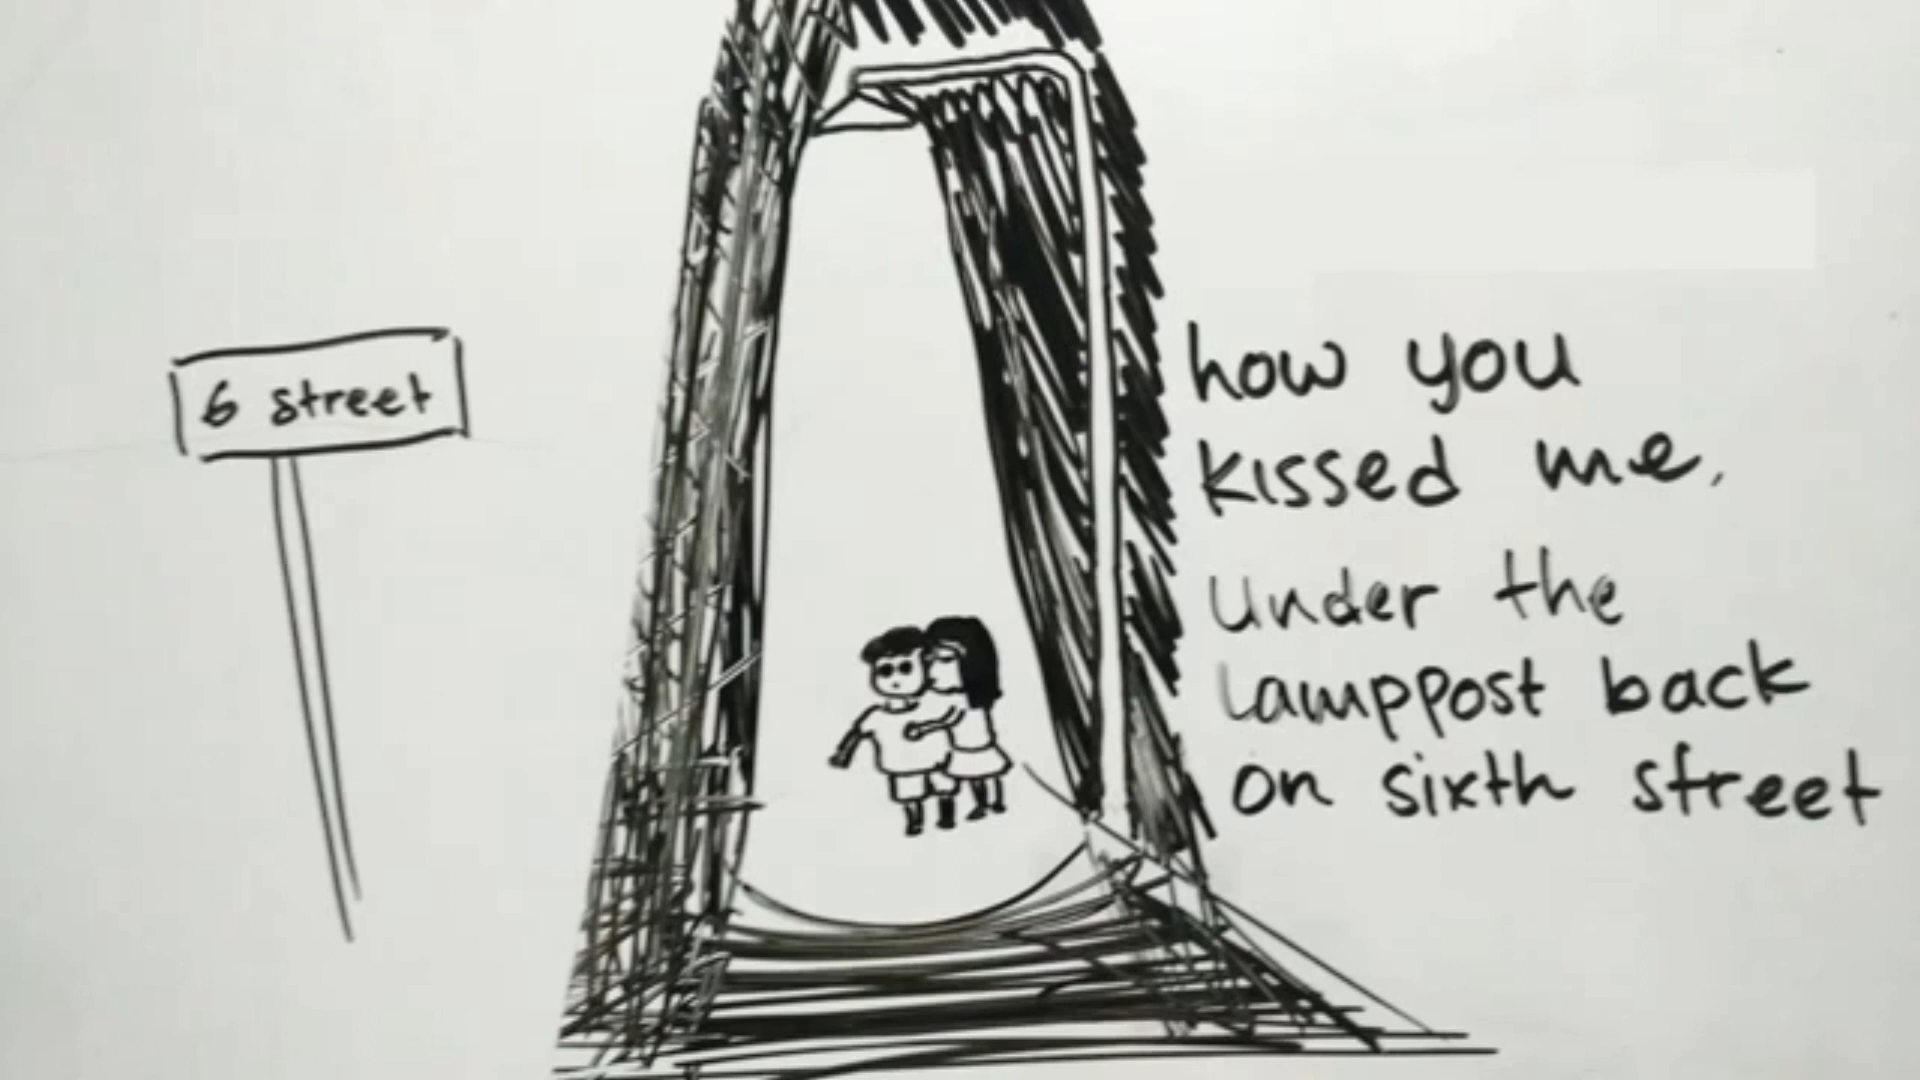 6 street
how you
kissed me,
under the
lamppost back
on sixth street